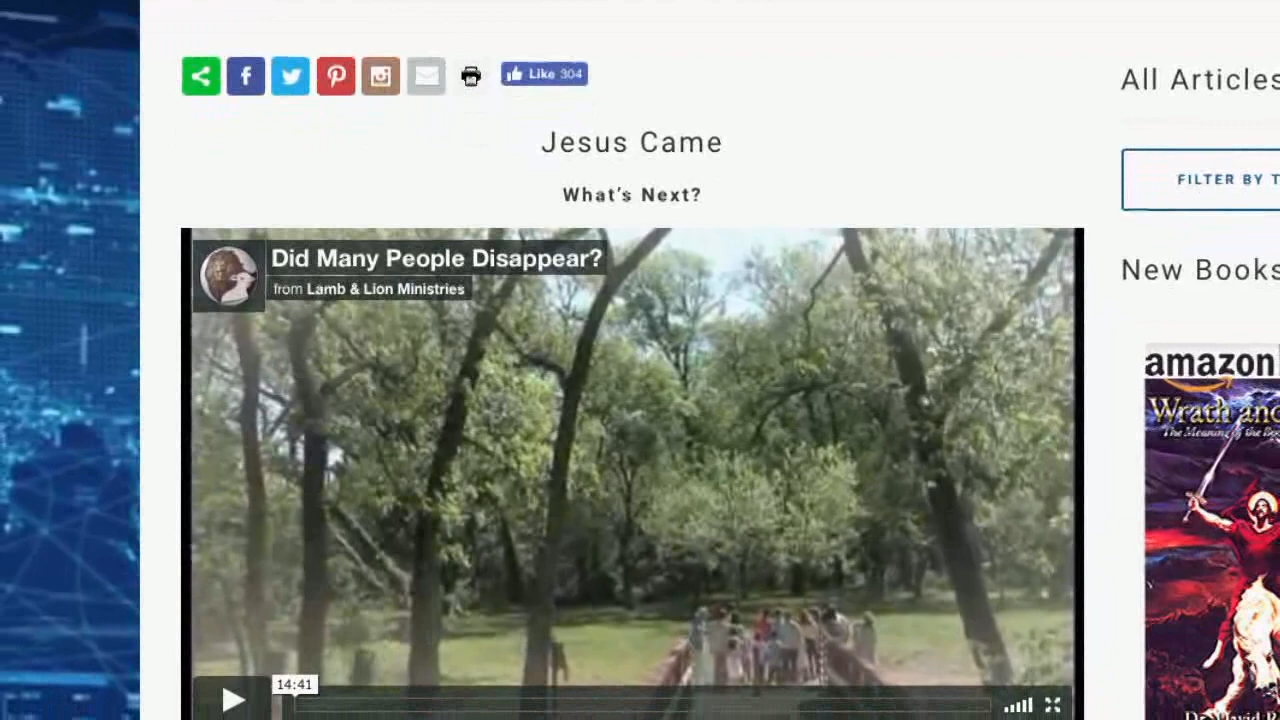 Like 304
Jesus Came
What's Next?
Did Many People Disappear?
from Lamb & Lion Ministries
14:41
All Articles
FILTER BY T
New Books
amazon
Wrath and
The Meaning of the